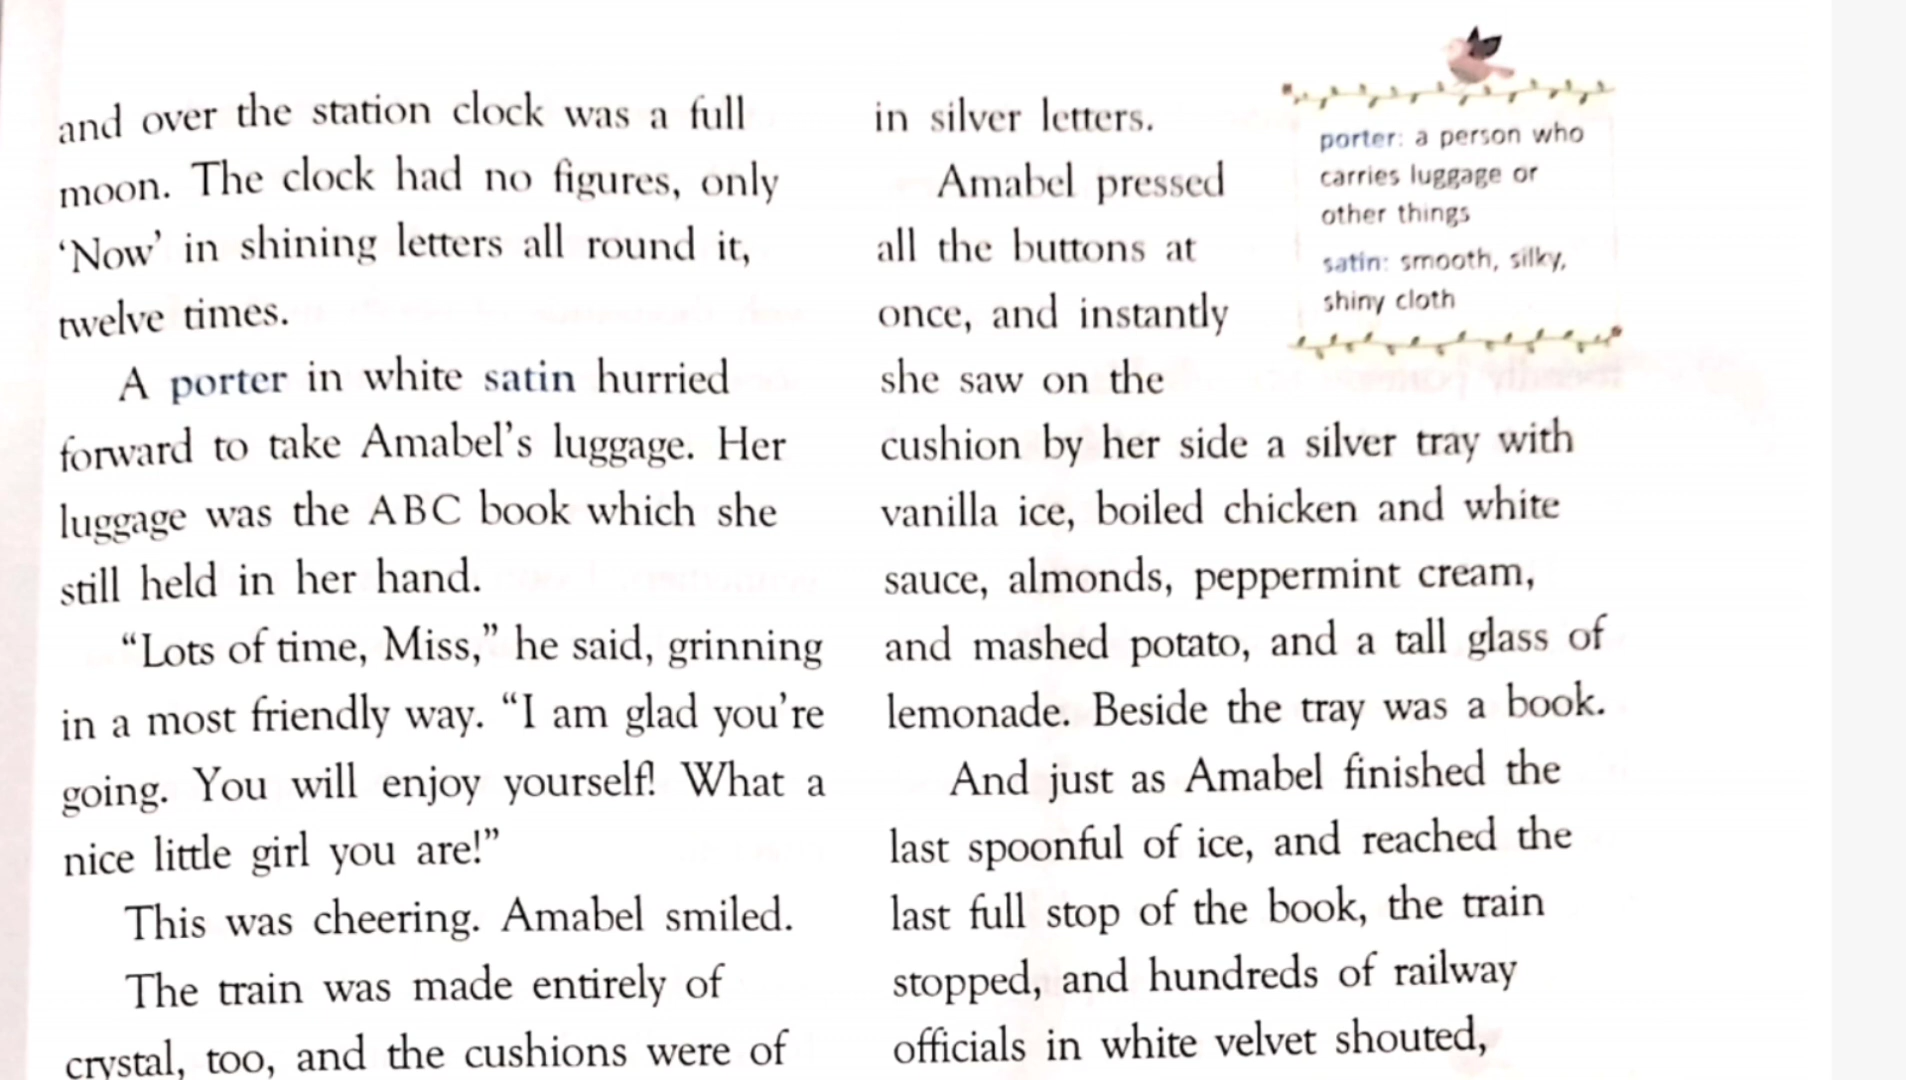 and over the station clock was a full
moon. The clock had no figures, only
‘Now’ in shining letters all round it,
twelve times.
A porter in white satin hurried
forward to take Amabel’s luggage. Her
luggage was the ABC book which she
still held in her hand.
“Lots of time, Miss,” he said, grinning
in a most friendly way. “I am glad you’re
going. You will enjoy yourself! What a
nice little girl you are!”
This was cheering. Amabel smiled.
The train was made entirely of
crystal, too, and the cushions were of
in silver letters.
Amabel pressed
all the buttons at
once, and instantly
she saw on the
cushion by her side a silver tray with
vanilla ice, boiled chicken and white
sauce, almonds, peppermint cream,
and mashed potato, and a tall glass of
lemonade. Beside the tray was a book.
And just as Amabel finished the
last spoonful of ice, and reached the
last full stop of the book, the train
stopped, and hundreds of railway
officials in white velvet shouted,
porter: a person who
carries luggage or
other things
satin: smooth, silky,
shiny cloth